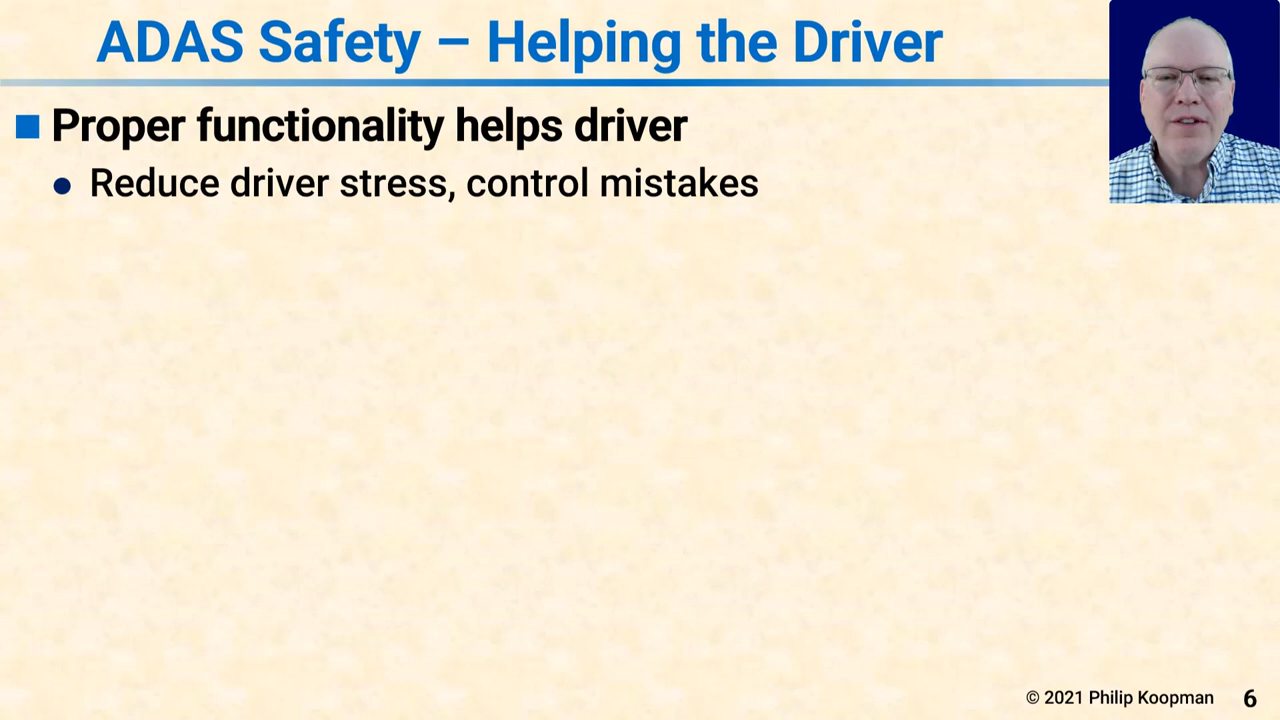 ADAS Safety – Helping the Driver
Proper functionality helps driver
Reduce driver stress, control mistakes
© 2021 Philip Koopman 6